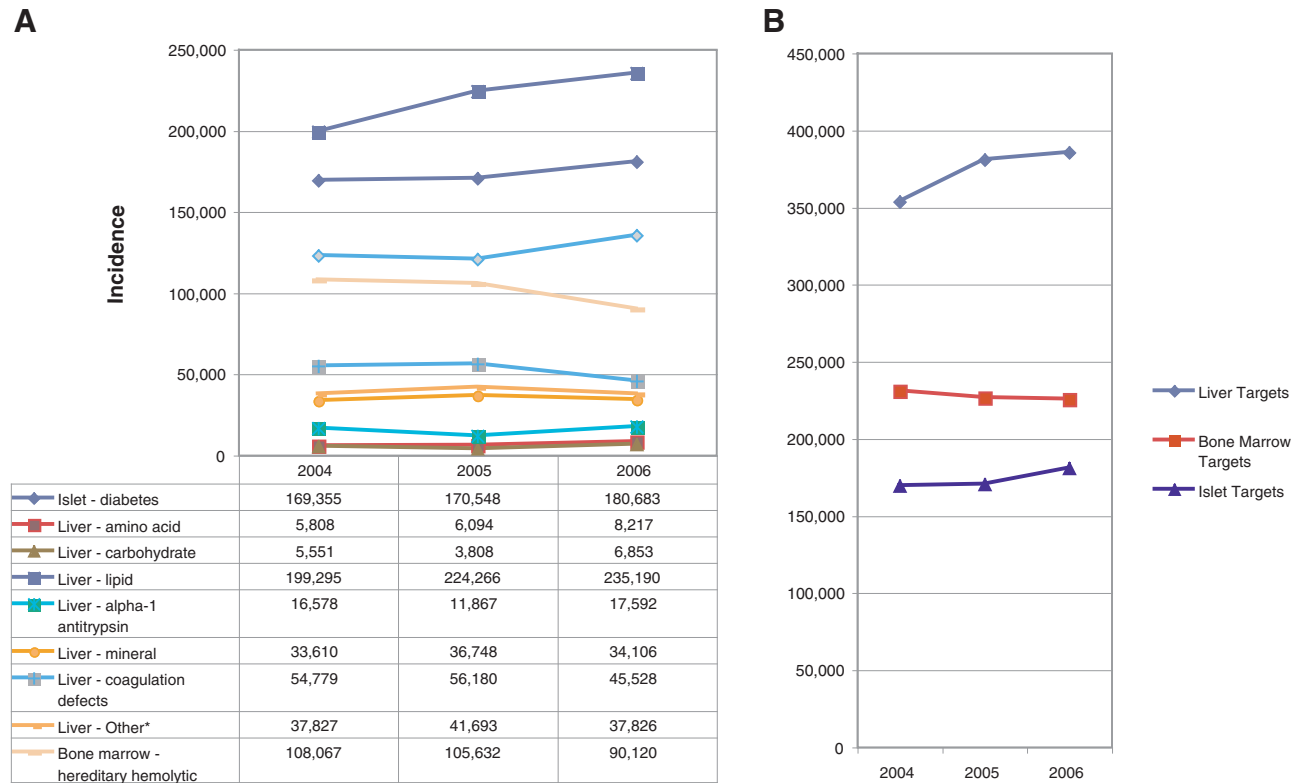 A
B
250,000
200,000
150,000
100,000
50,000
0
Incidence
2004 2005 2006
Islet - diabetes 169,355 170,548 180,683
Liver - amino acid 5,808 6,094 8,217
Liver - carbohydrate 5,551 3,808 6,853
Liver - lipid 199,295 224,266 235,190
Liver - alpha-1 16,578 11,867 17,592
antitrypsin
Liver - mineral 33,610 36,748 34,106
Liver - coagulation 54,779 56,180 45,528
defects
Liver - Other* 37,827 41,693 37,826
Bone marrow - 108,067 105,632 90,120
hereditary hemolytic
450,000
400,000
350,000
300,000
250,000
200,000
150,000
100,000
50,000
0
2004 2005 2006
Liver Targets
Bone Marrow
Targets
Islet Targets